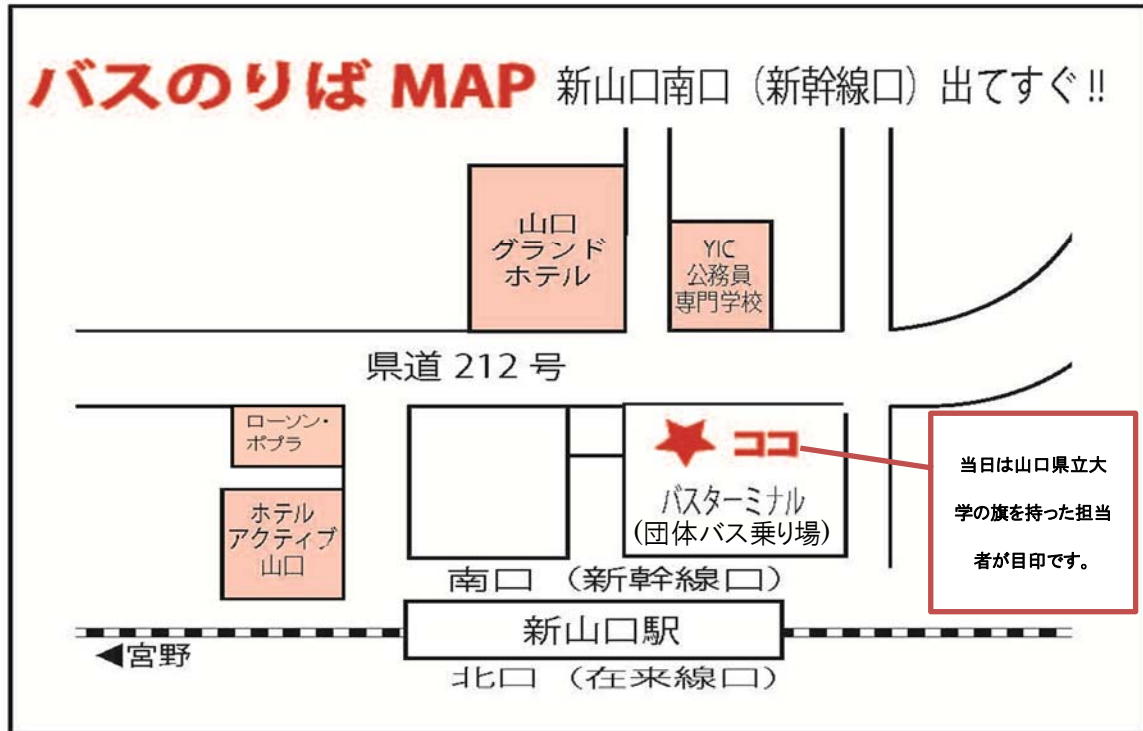 バスのりば MAP 新山口南口（新幹線口）出てすぐ!!
山口
グランド
ホテル
YIC
公務員
専門学校
県道 212 号
ローソン・
ポプラ
ココ
バスターミナル
(団体バス乗り場)
当日は山口県立大
学の旗を持った担当
者が目印です。
ホテル
アクティブ
山口
南口（新幹線口）
新山口駅
◀宮野
北口（在来線口）